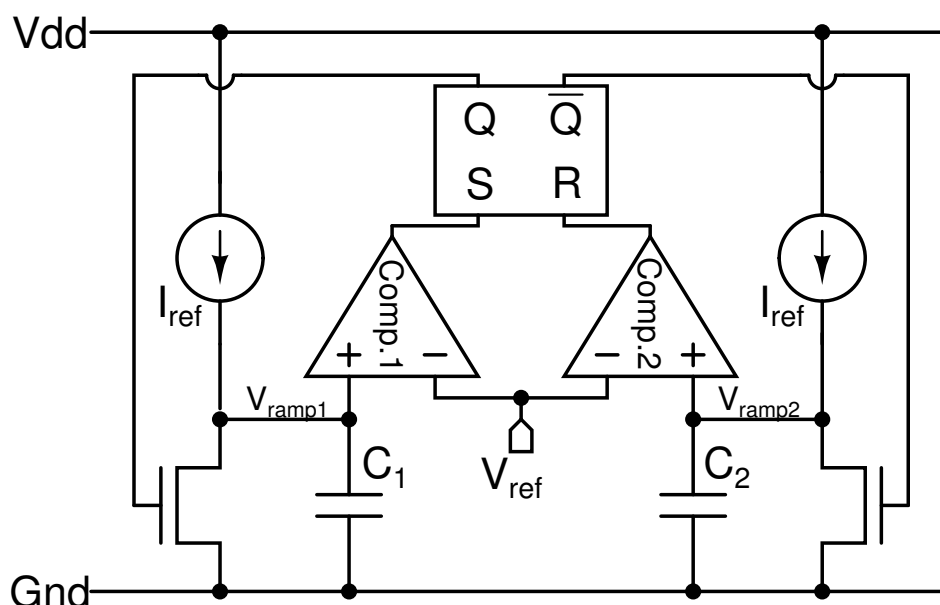 Vdd
Q Q̅
S R
Comp.1
Comp.2
I_ref
I_ref
+ −
− +
V_ramp1
V_ramp2
C_1
V_ref
C_2
Gnd